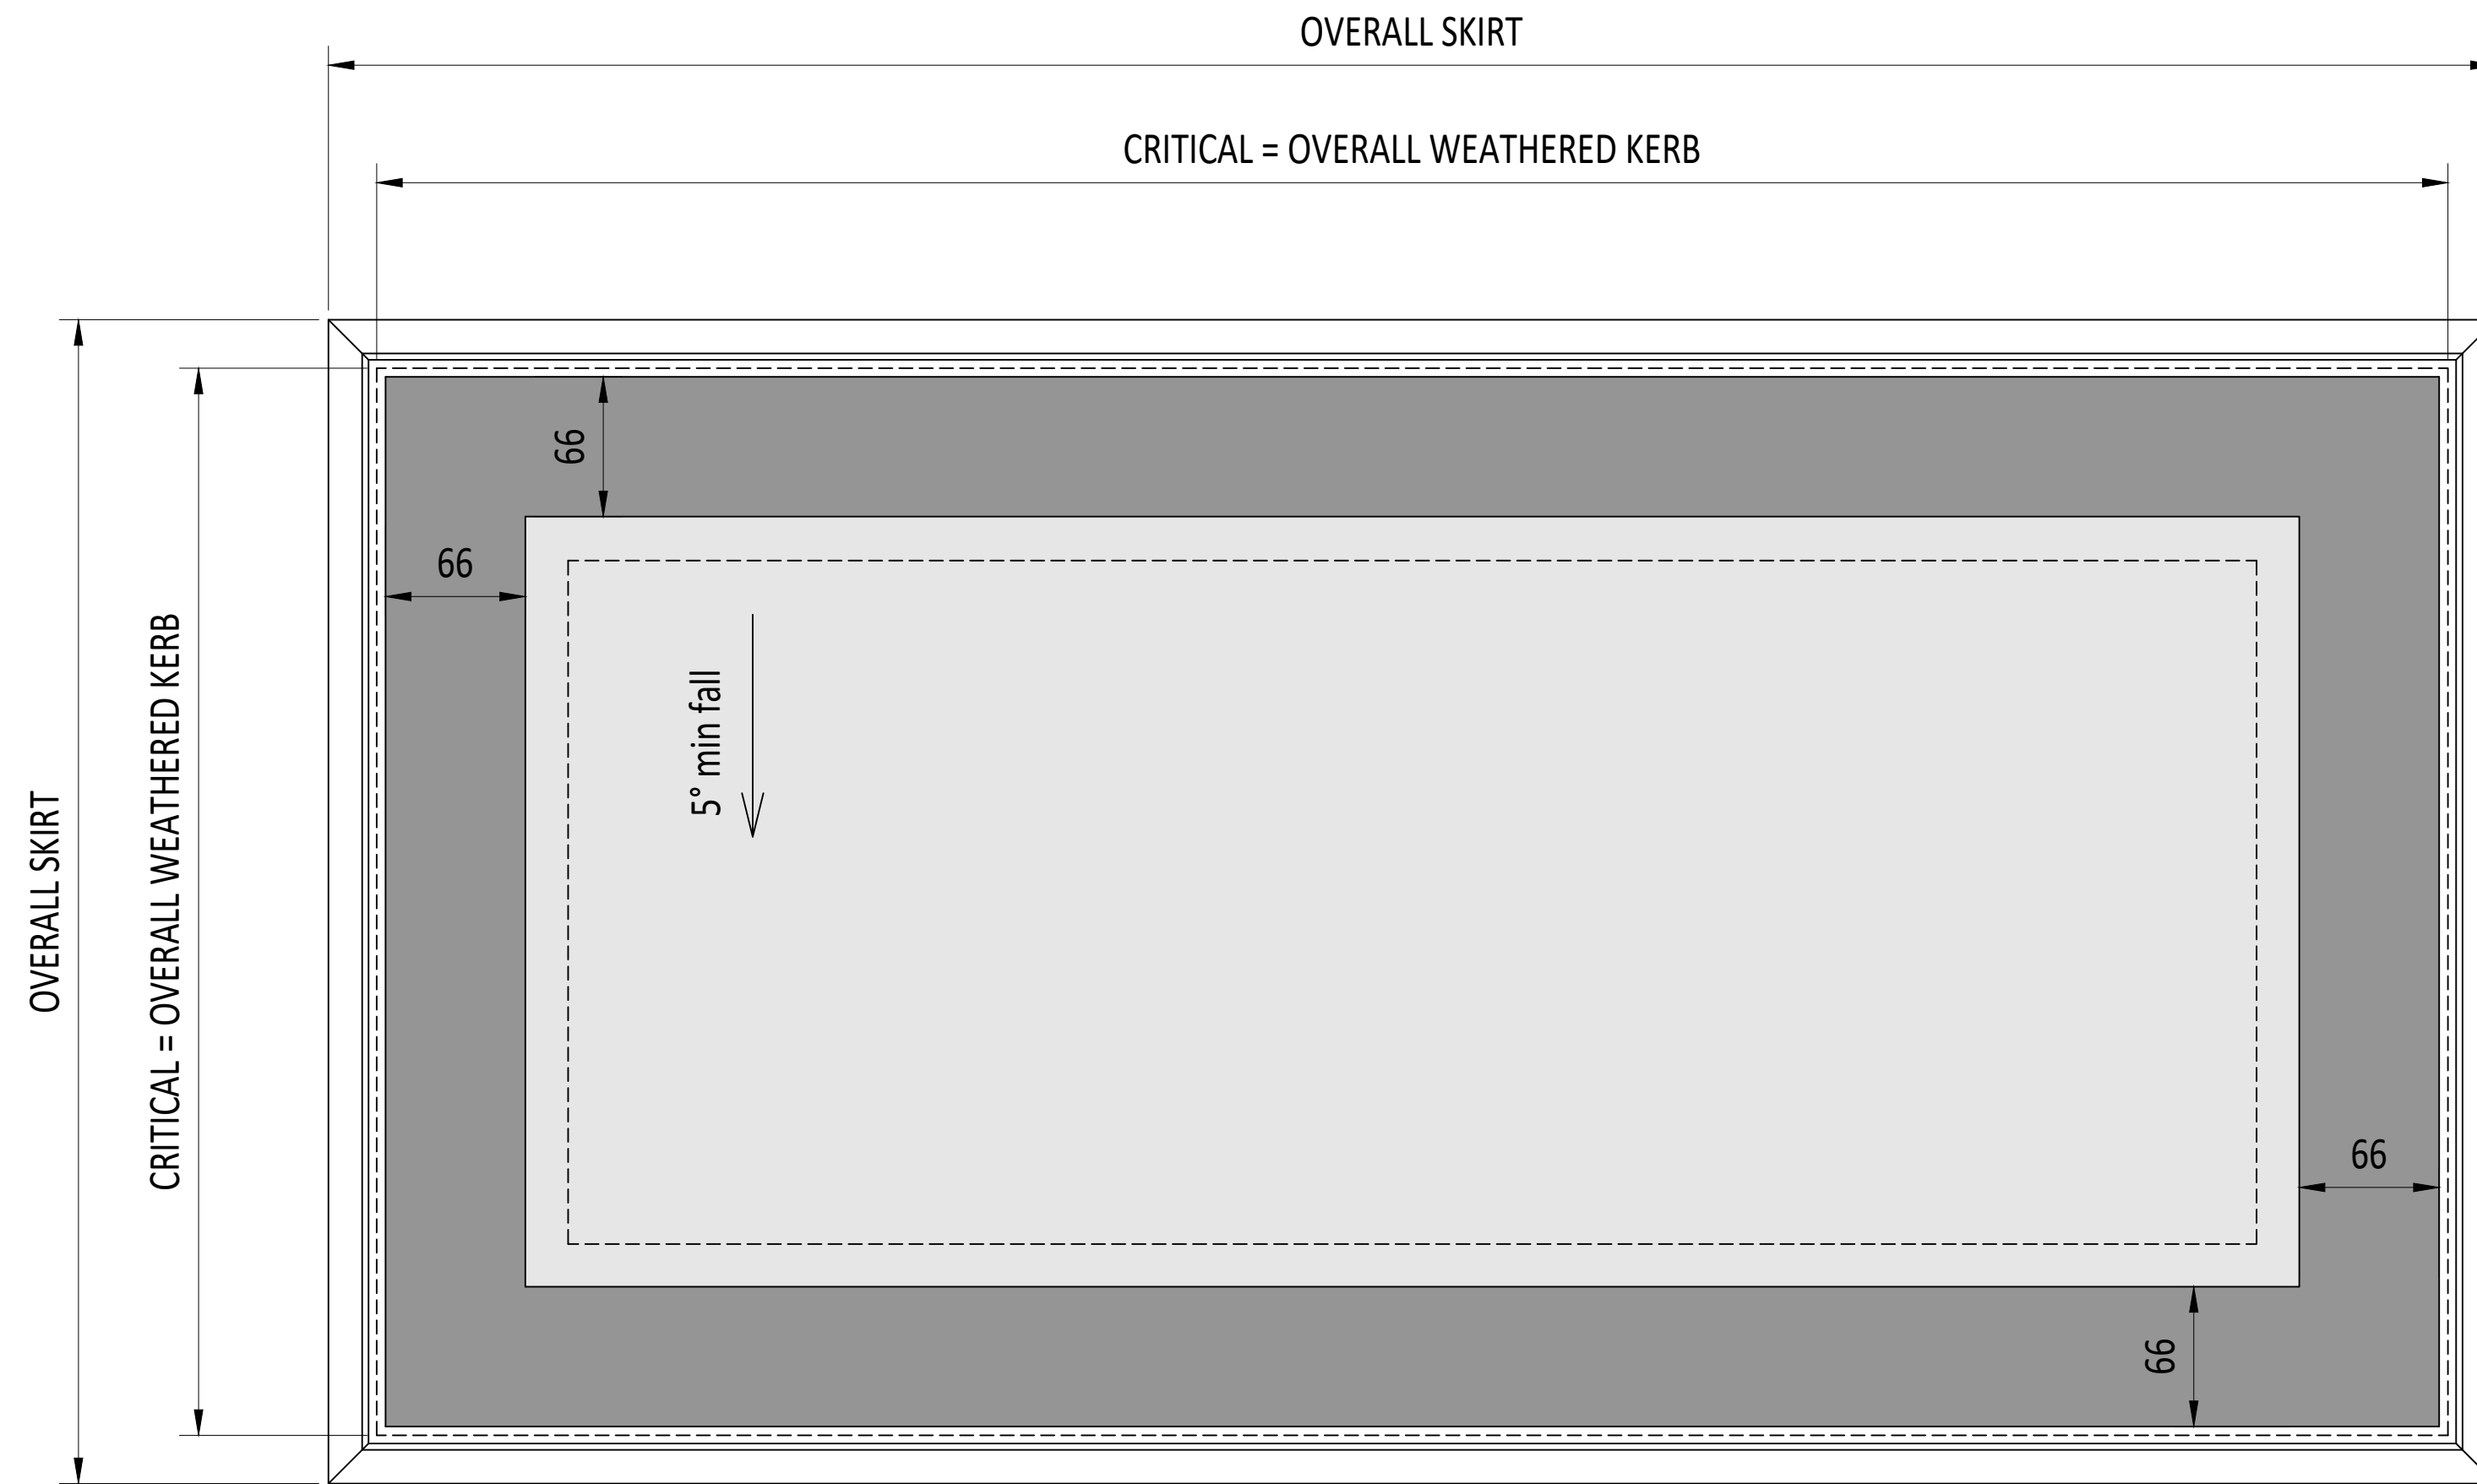 OVERALL SKIRT
CRITICAL = OVERALL WEATHERED KERB
66
66
5° min fall
OVERALL SKIRT
CRITICAL = OVERALL WEATHERED KERB
66
66